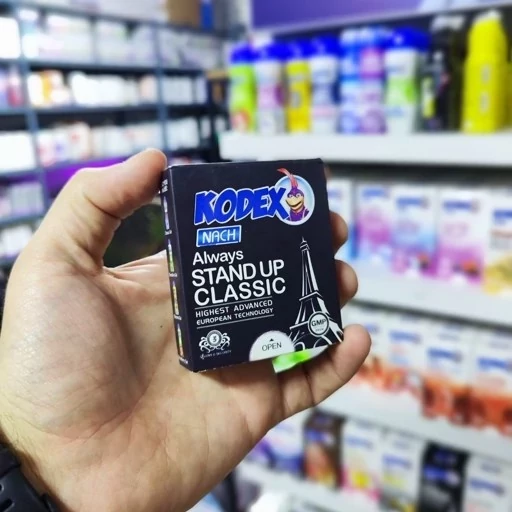 KODEX
NACH
Always
STAND UP
CLASSIC
HIGHEST ADVANCED
EUROPEAN TECHNOLOGY
GMP
OPEN